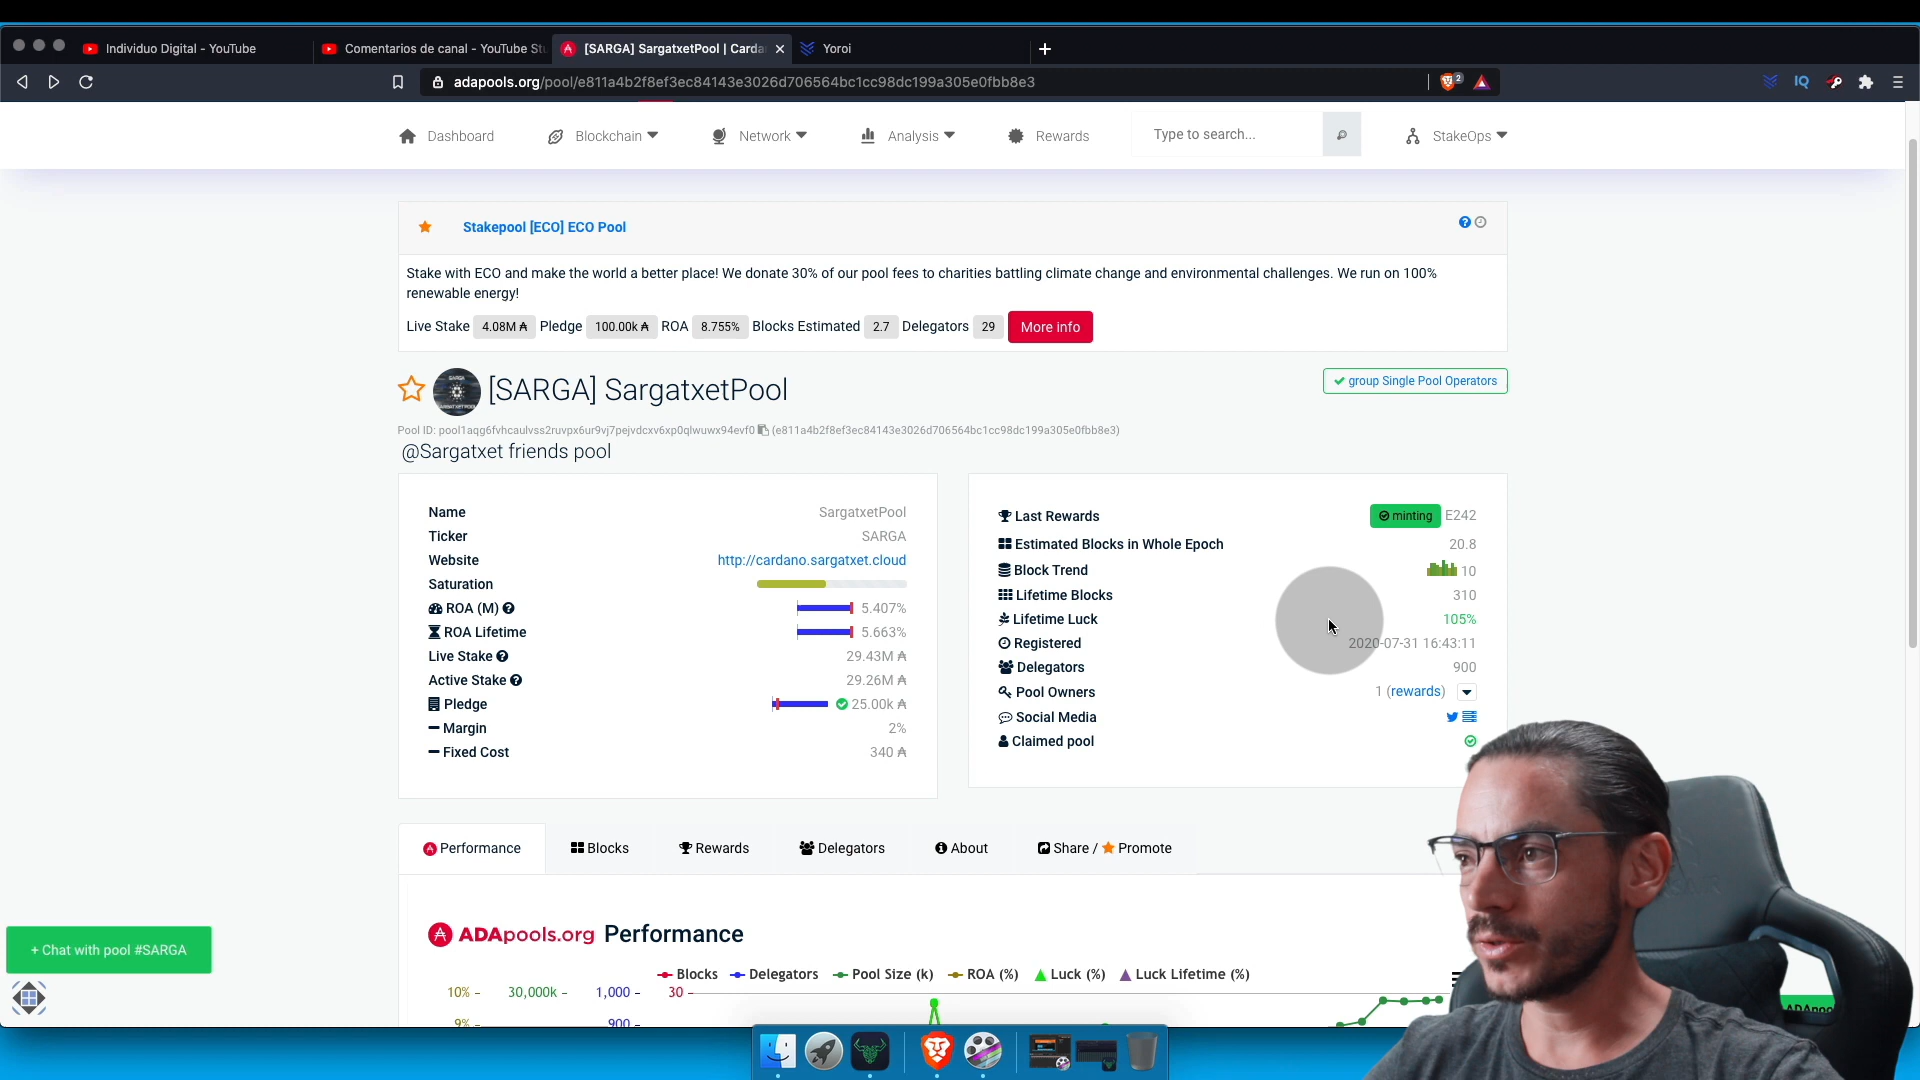 Individuo Digital - YouTube
Comentarios de canal - YouTube Stu
[SARGA] SargatxetPool | Carda
Yoroi
adapools.org/pool/e811a4b2f8ef3ec84143e3026d706564bc1cc98dc199a305e0fbb8e3
2
IQ
Dashboard
Blockchain
Network
Analysis
Rewards
Type to search...
StakeOps
Stakepool [ECO] ECO Pool
Stake with ECO and make the world a better place! We donate 30% of our pool fees to charities battling climate change and environmental challenges. We run on 100%
renewable energy!
Live Stake 4.08M ₳ Pledge 100.00k ₳ ROA 8.755% Blocks Estimated 2.7 Delegators 29 More info
[SARGA] SargatxetPool
group Single Pool Operators
Pool ID: pool1aqg6fvhcaulvss2ruvpx6ur9vj7pejvdcxv6xp0qlwuwx94evf0 (e811a4b2f8ef3ec84143e3026d706564bc1cc98dc199a305e0fbb8e3)
@Sargatxet friends pool
Name SargatxetPool
Ticker SARGA
Website http://cardano.sargatxet.cloud
Saturation
ROA (M) 5.407%
ROA Lifetime 5.663%
Live Stake 29.43M ₳
Active Stake 29.26M ₳
Pledge 25.00k ₳
Margin 2%
Fixed Cost 340 ₳
Last Rewards minting E242
Estimated Blocks in Whole Epoch 20.8
Block Trend 10
Lifetime Blocks 310
Lifetime Luck 105%
Registered 2020-07-31 16:43:11
Delegators 900
Pool Owners 1 (rewards)
Social Media
Claimed pool
Performance
Blocks
Rewards
Delegators
About
Share / Promote
ADApools.org Performance
Blocks Delegators Pool Size (k) ROA (%) Luck (%) Luck Lifetime (%)
10% 30,000k 1,000 30
9% 900
+ Chat with pool #SARGA